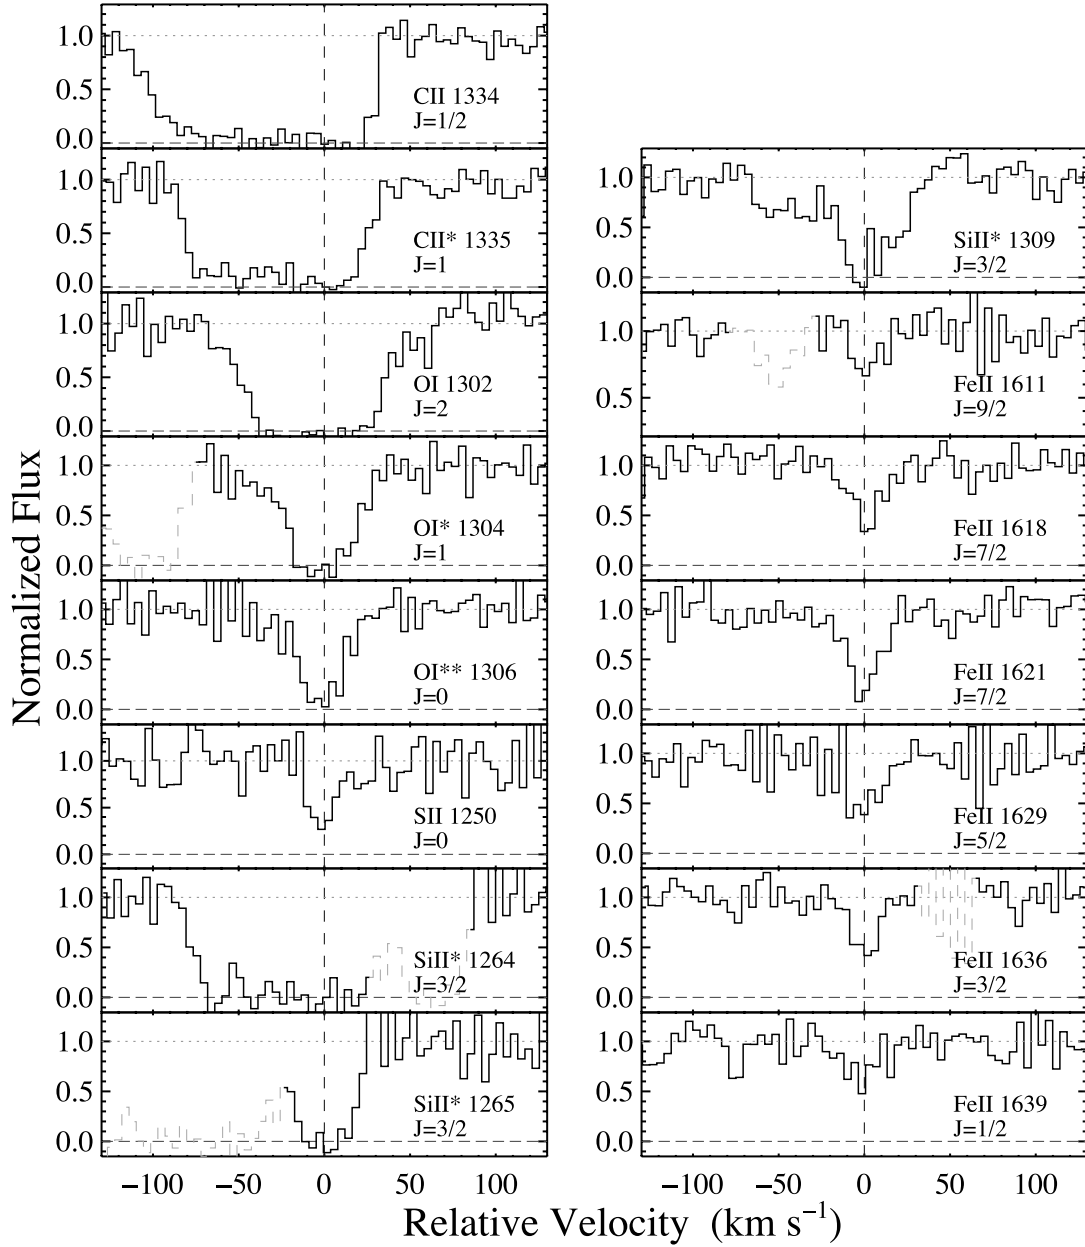 Normalized Flux
1.0
0.5
0.0
CII 1334
J=1/2
1.0
0.5
0.0
CII* 1335
J=1
1.0
0.5
0.0
OI 1302
J=2
1.0
0.5
0.0
OI* 1304
J=1
1.0
0.5
0.0
OI** 1306
J=0
1.0
0.5
0.0
SII 1250
J=0
1.0
0.5
0.0
SiII* 1264
J=3/2
1.0
0.5
0.0
SiII* 1265
J=3/2
−100 −50 0 50 100
1.0
0.5
0.0
SiII* 1309
J=3/2
1.0
0.5
FeII 1611
J=9/2
1.0
0.5
0.0
FeII 1618
J=7/2
1.0
0.5
0.0
FeII 1621
J=7/2
1.0
0.5
0.0
FeII 1629
J=5/2
1.0
0.5
0.0
FeII 1636
J=3/2
1.0
0.5
0.0
FeII 1639
J=1/2
−100 −50 0 50 100
Relative Velocity (km s⁻¹)